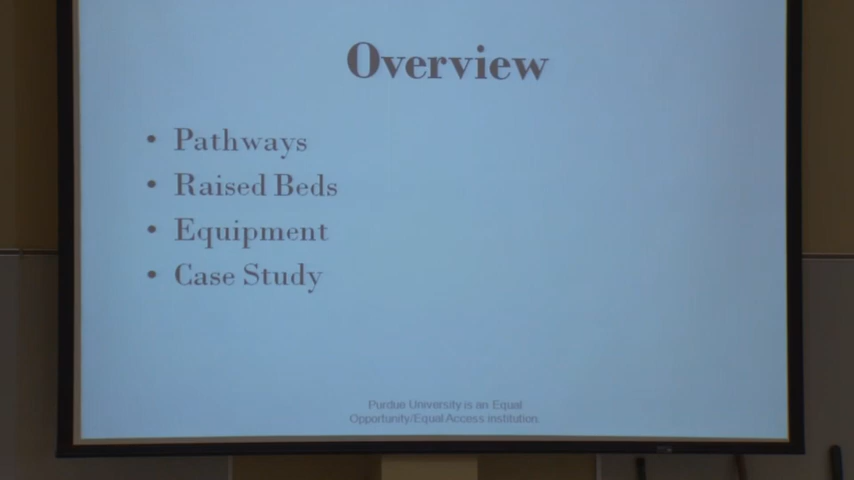 Overview
• Pathways
• Raised Beds
• Equipment
• Case Study
Purdue University is an Equal
Opportunity/Equal Access institution